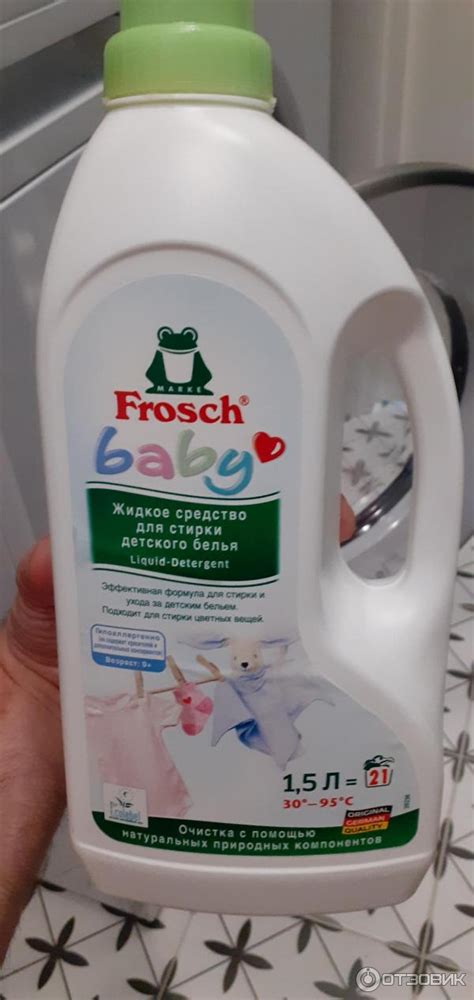 MARKE
Frosch®
baby
Жидкое средство
для стирки
детского белья
Liquid-Detergent
Эффективная формула для стирки и
ухода за детским бельем.
Подходит для стирки цветных вещей.
Гипоаллергенно
Возраст: 0+
1,5 Л = 21
30°–95°C
Ecolabel
ORIGINAL
GERMAN
QUALITY
Очистка с помощью
натуральных природных компонентов
ОТЗОВИК